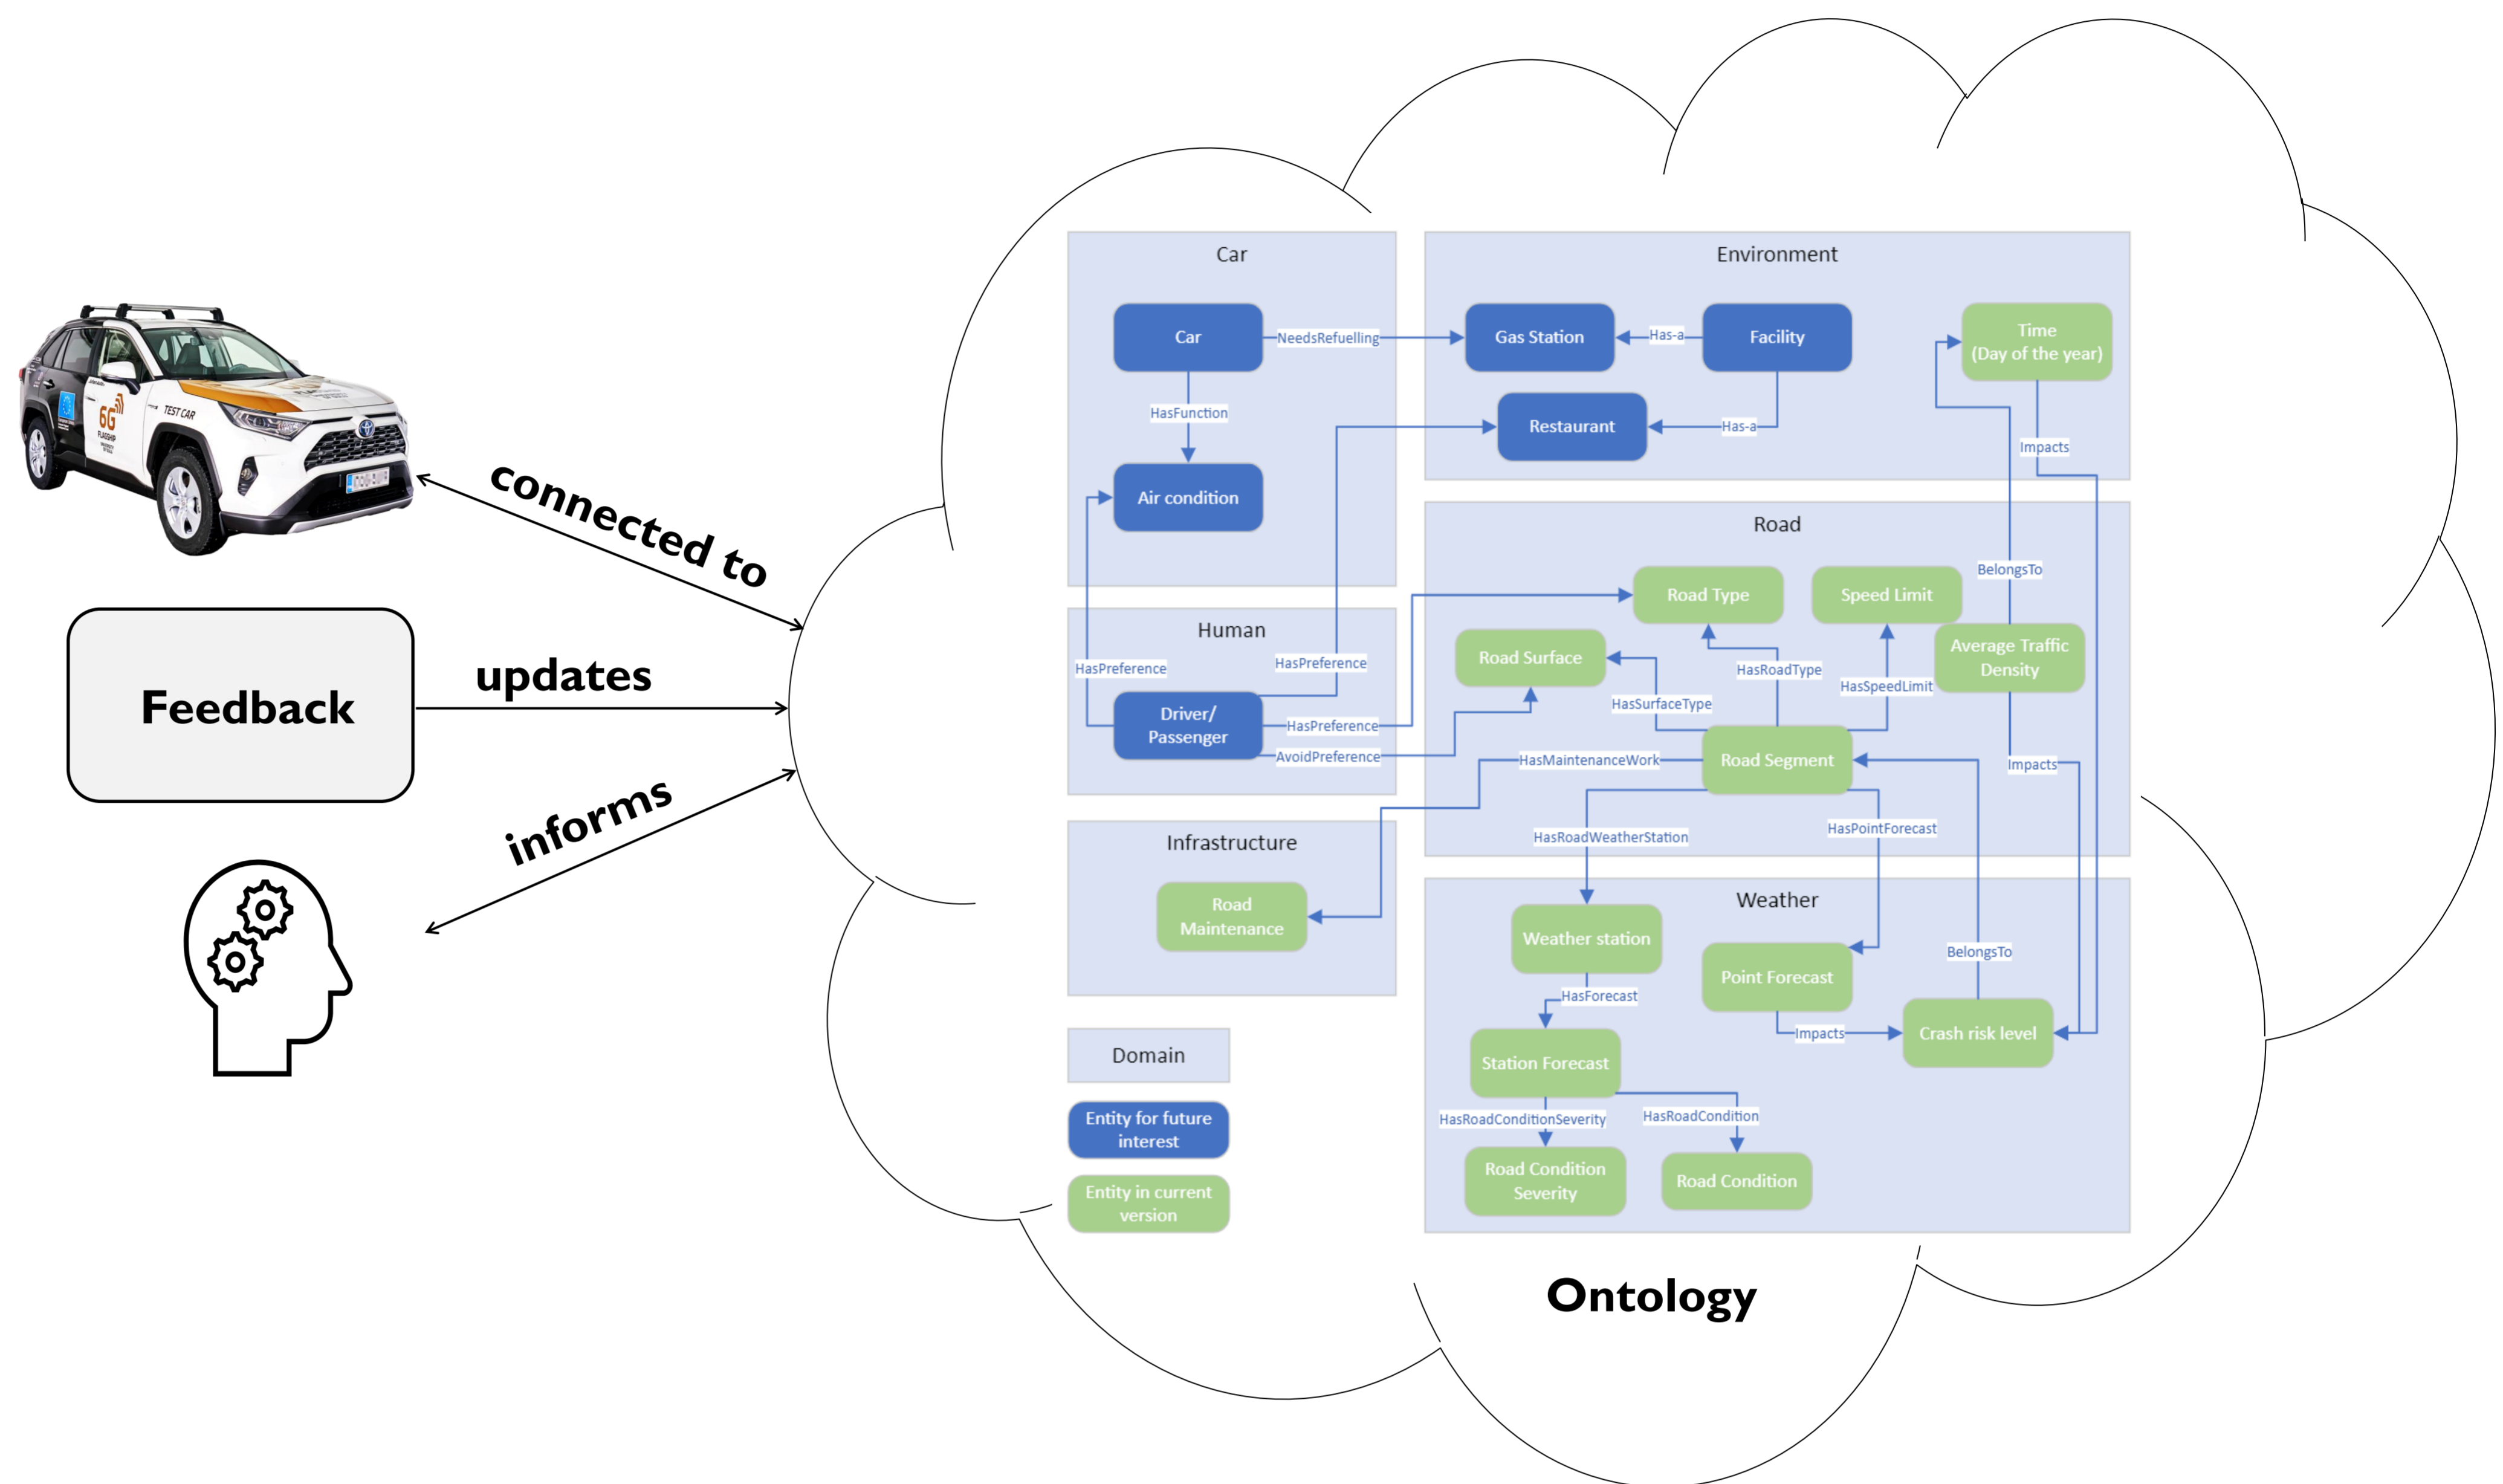 6G
FLAGSHIP
TEST CAR
connected to
Feedback
updates
informs
Car
Car
NeedsRefuelling
HasFunction
Air condition
Human
HasPreference
HasPreference
Driver/
Passenger
HasPreference
AvoidPreference
Infrastructure
Road
Maintenance
Domain
Entity for future
interest
Entity in current
version
Environment
Gas Station
Has-a
Facility
Time
(Day of the year)
Restaurant
Has-a
Impacts
Road
BelongsTo
Road Type
Speed Limit
Road Surface
Average Traffic
Density
HasRoadType
HasSpeedLimit
HasSurfaceType
HasMaintenanceWork
Road Segment
Impacts
HasRoadWeatherStation
HasPointForecast
Weather
Weather station
BelongsTo
Point Forecast
HasForecast
Impacts
Crash risk level
Station Forecast
HasRoadConditionSeverity
HasRoadCondition
Road Condition
Severity
Road Condition
Ontology